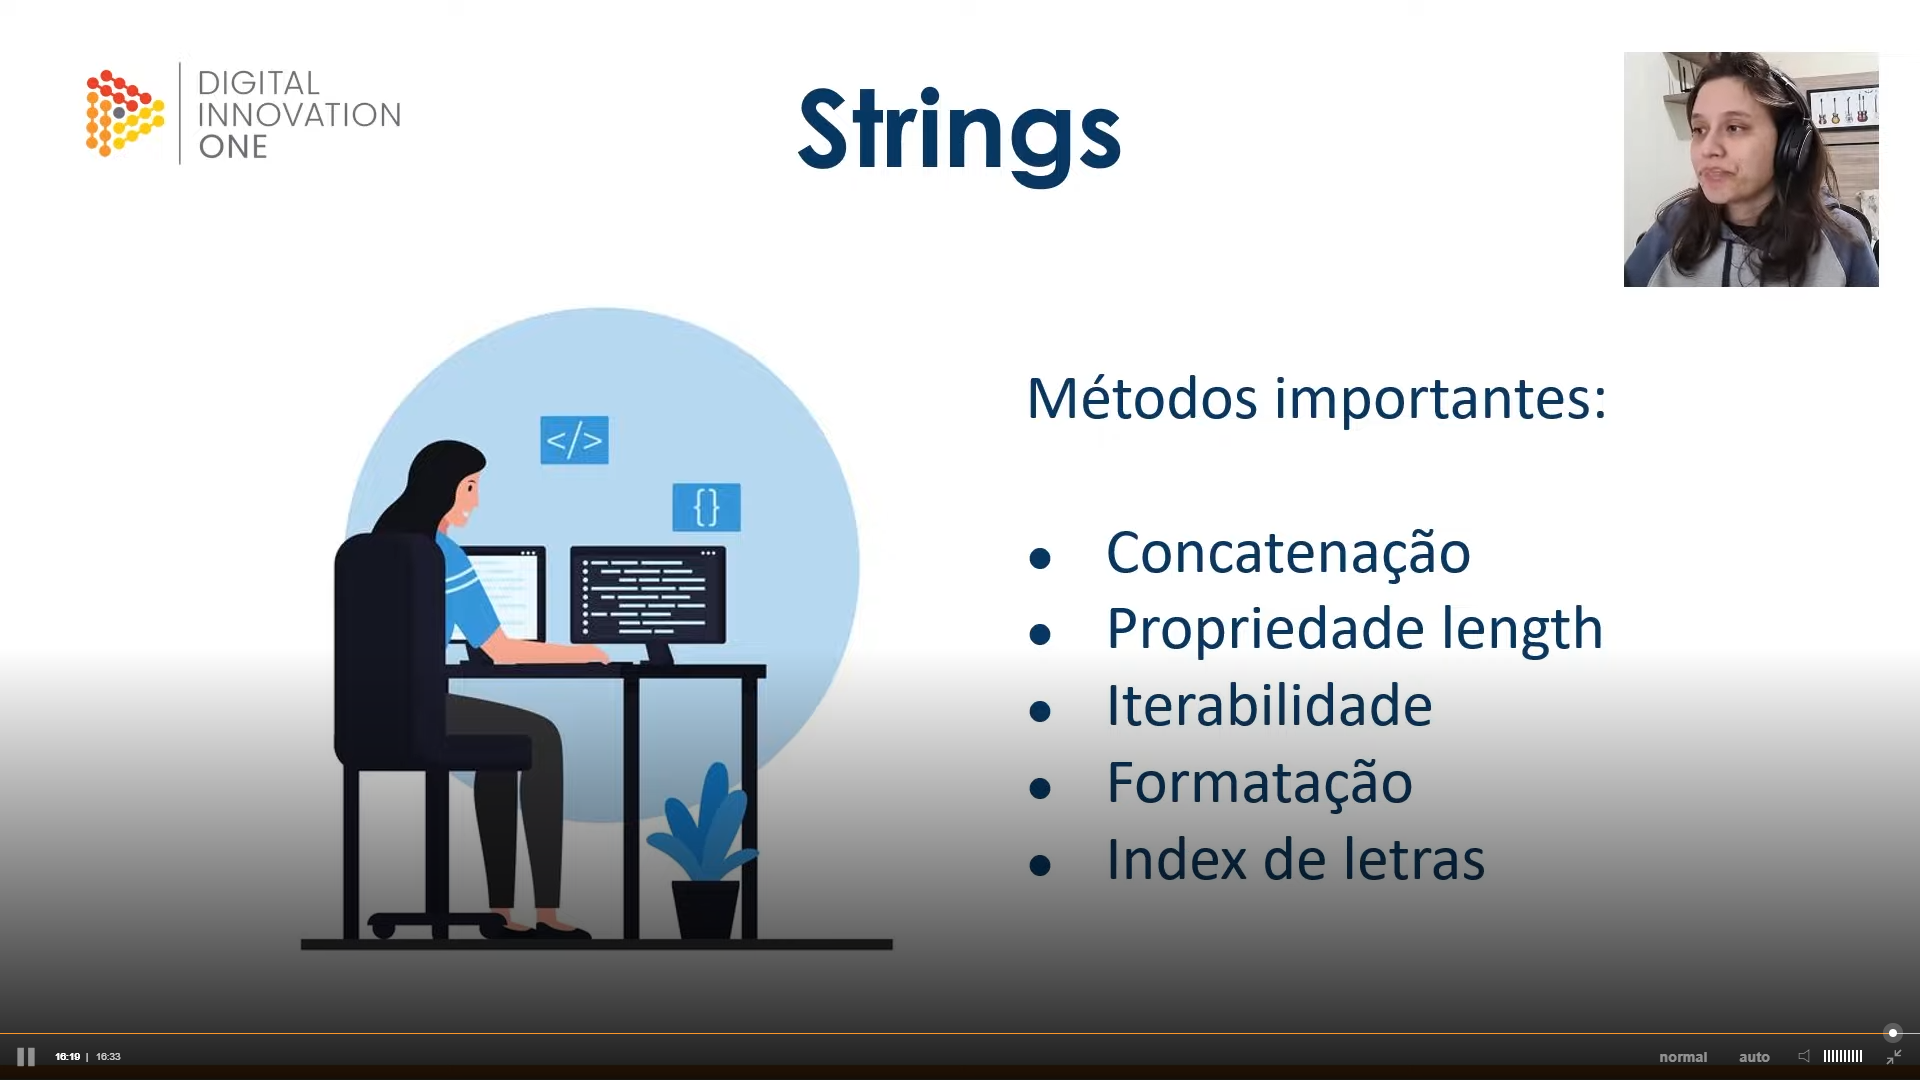 DIGITAL
INNOVATION
ONE
Strings
</>
{}
Métodos importantes:
● Concatenação
● Propriedade length
● Iterabilidade
● Formatação
● Index de letras
16:19 | 16:33
normal auto